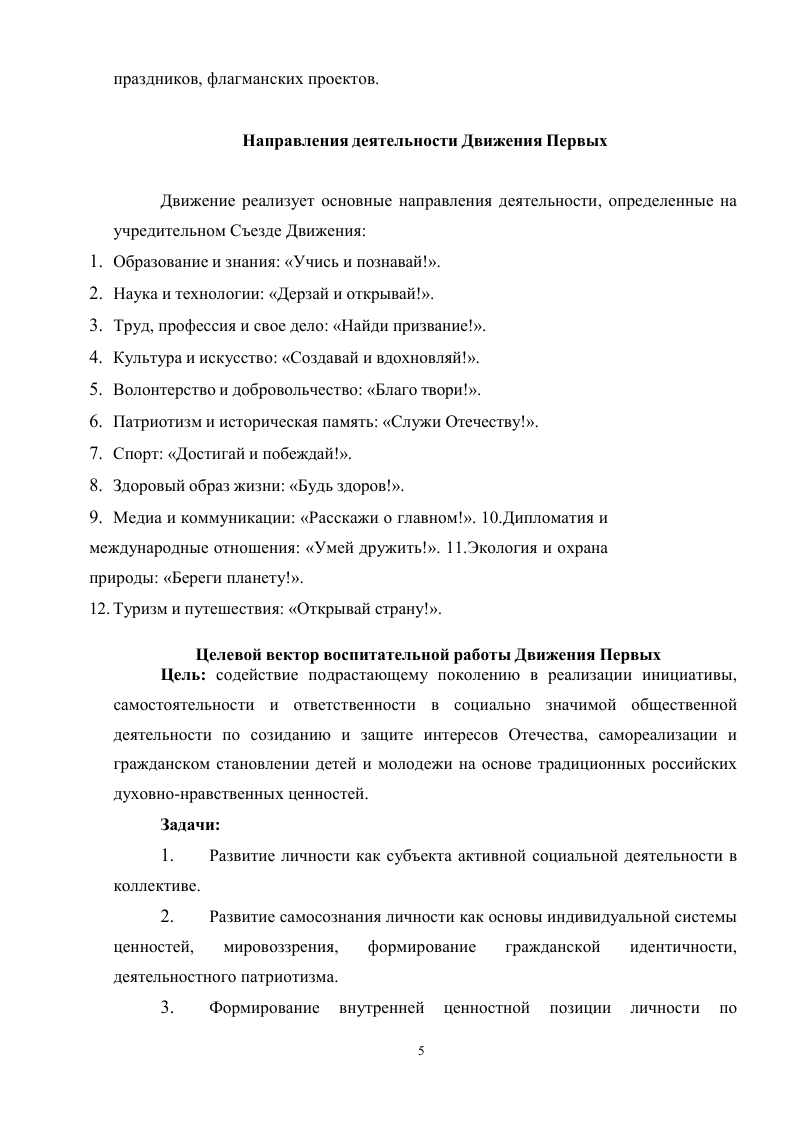 праздников, флагманских проектов.
Направления деятельности Движения Первых
Движение реализует основные направления деятельности, определенные на
учредительном Съезде Движения:
1. Образование и знания: «Учись и познавай!».
2. Наука и технологии: «Дерзай и открывай!».
3. Труд, профессия и свое дело: «Найди призвание!».
4. Культура и искусство: «Создавай и вдохновляй!».
5. Волонтерство и добровольчество: «Благо твори!».
6. Патриотизм и историческая память: «Служи Отечеству!».
7. Спорт: «Достигай и побеждай!».
8. Здоровый образ жизни: «Будь здоров!».
9. Медиа и коммуникации: «Расскажи о главном!». 10.Дипломатия и
международные отношения: «Умей дружить!». 11.Экология и охрана
природы: «Береги планету!».
12. Туризм и путешествия: «Открывай страну!».
Целевой вектор воспитательной работы Движения Первых
Цель: содействие подрастающему поколению в реализации инициативы,
самостоятельности и ответственности в социально значимой общественной
деятельности по созиданию и защите интересов Отечества, самореализации и
гражданском становлении детей и молодежи на основе традиционных российских
духовно-нравственных ценностей.
Задачи:
1. Развитие личности как субъекта активной социальной деятельности в
коллективе.
2. Развитие самосознания личности как основы индивидуальной системы
ценностей, мировоззрения, формирование гражданской идентичности,
деятельностного патриотизма.
3. Формирование внутренней ценностной позиции личности по
5